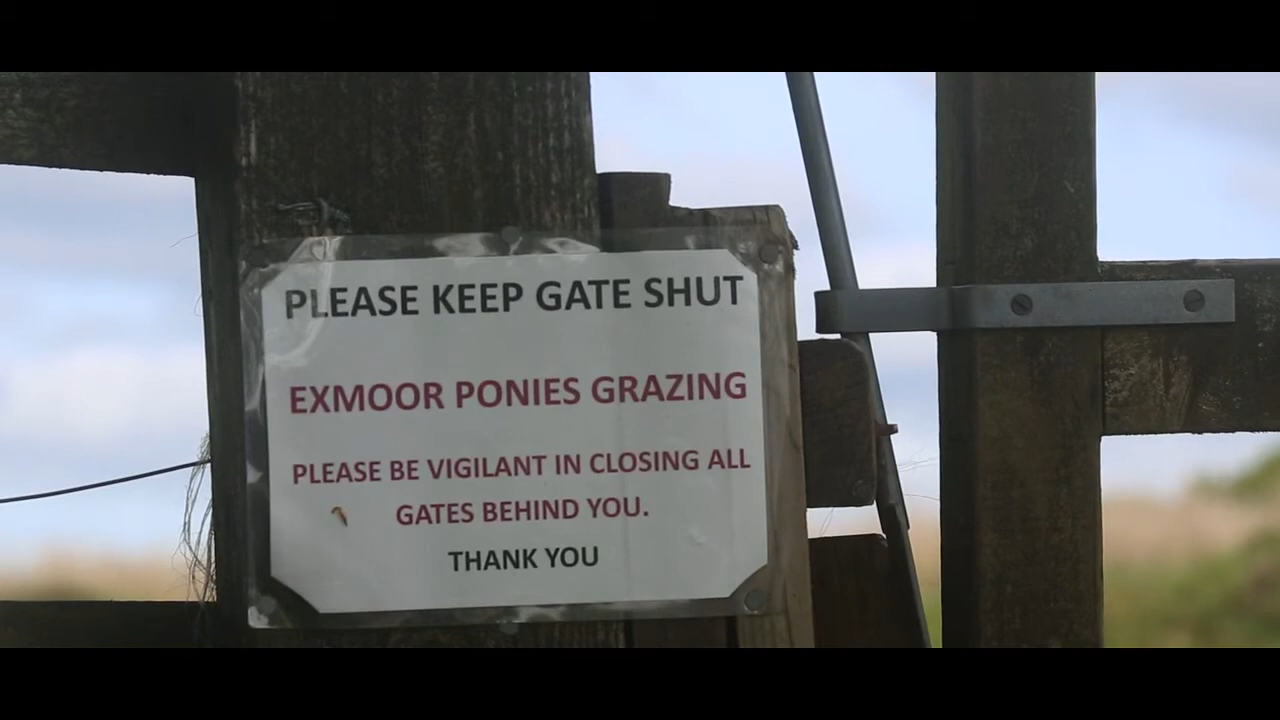 PLEASE KEEP GATE SHUT
EXMOOR PONIES GRAZING
PLEASE BE VIGILANT IN CLOSING ALL
GATES BEHIND YOU.
THANK YOU